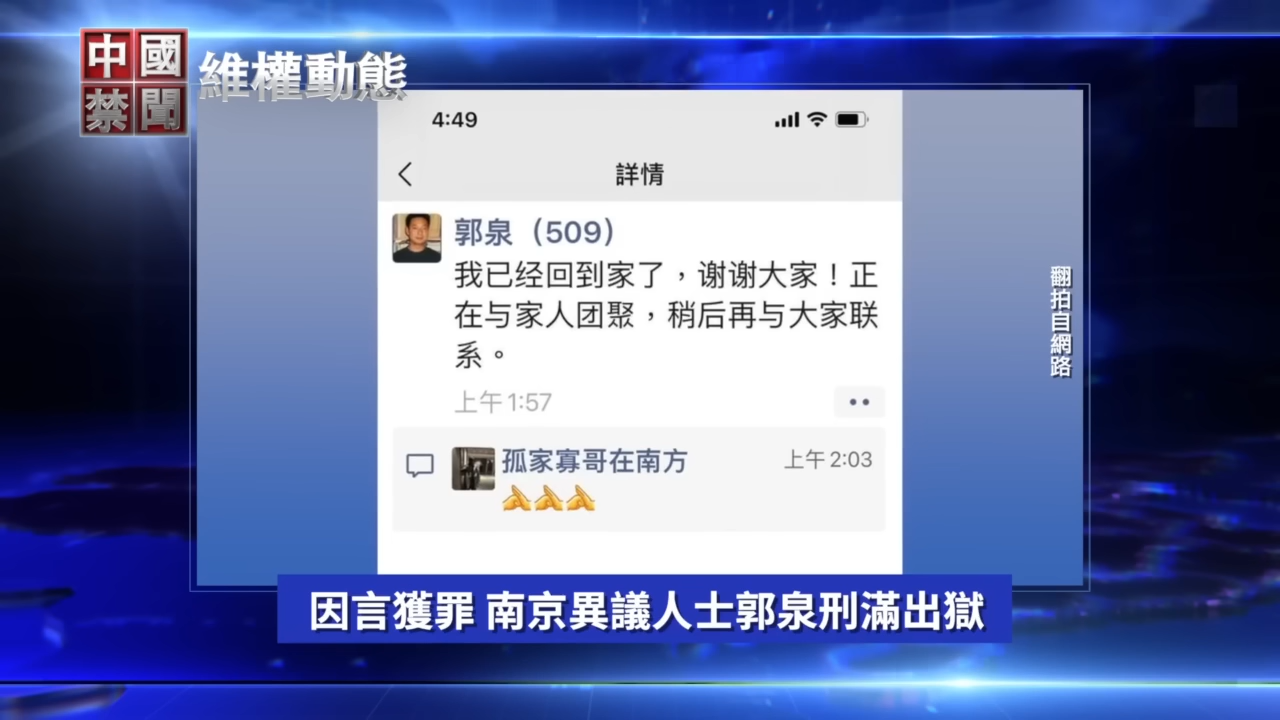 中國
禁聞
維權動態
4:49
詳情
郭泉（509）
我已经回到家了，谢谢大家！正
在与家人团聚，稍后再与大家联
系。
上午1:57
孤家寡哥在南方
上午2:03
翻拍自網路
因言獲罪 南京異議人士郭泉刑滿出獄